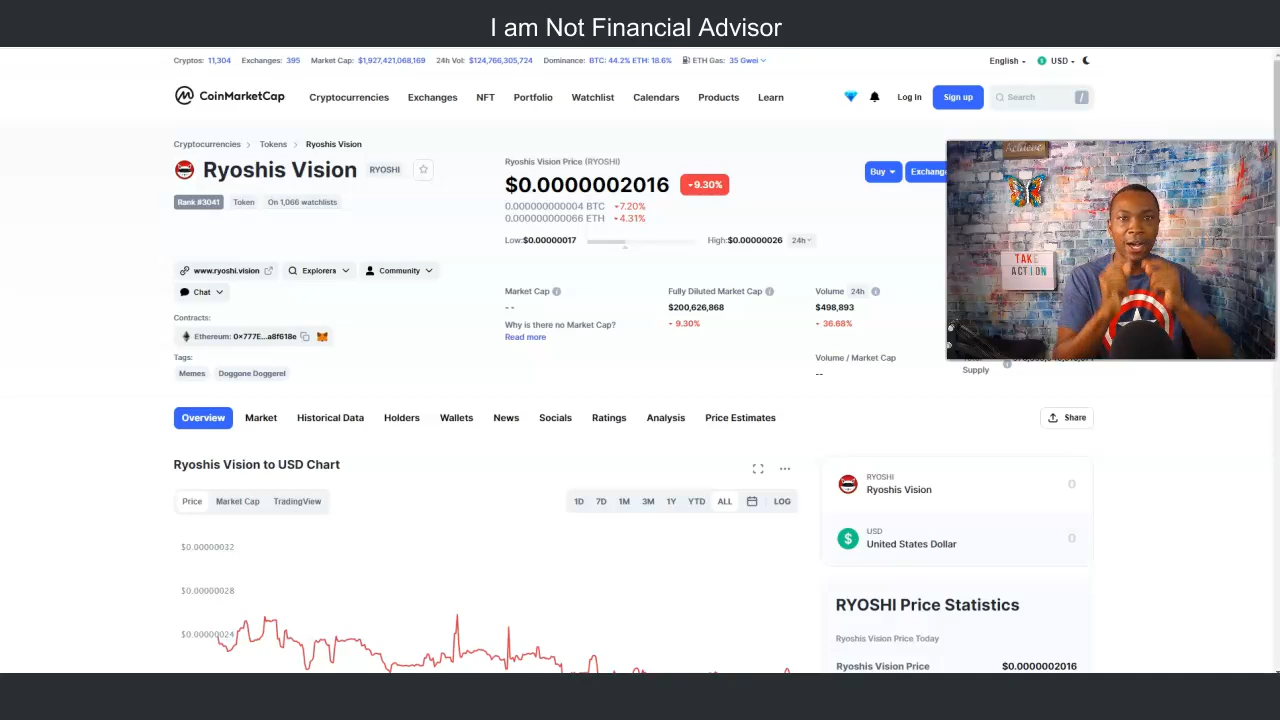 I am Not Financial Advisor
Cryptos: 11,304 Exchanges: 395 Market Cap: $1,927,421,068,169 24h Vol: $124,766,305,724 Dominance: BTC: 44.2% ETH: 18.6% ETH Gas: 35 Gwei English USD
CoinMarketCap Cryptocurrencies Exchanges NFT Portfolio Watchlist Calendars Products Learn Log In Sign up Search /
Cryptocurrencies Tokens Ryoshis Vision
Ryoshis Vision RYOSHI
Rank #3041 Token On 1,066 watchlists
www.ryoshi.vision Explorers Community
Chat
Contracts:
Ethereum: 0x777E...a8f618e
Tags:
Memes Doggone Doggerel
Ryoshis Vision Price (RYOSHI)
$0.0000002016 9.30%
0.000000000004 BTC 7.20%
0.000000000066 ETH 4.31%
Low:$0.00000017 High:$0.00000026 24h
Buy Exchange
Market Cap
- -
Why is there no Market Cap?
Read more
Fully Diluted Market Cap
$200,626,868
9.30%
Volume 24h
$498,893
36.68%
Volume / Market Cap
--
Supply
Achieve
TAKE
ACTION
Overview Market Historical Data Holders Wallets News Socials Ratings Analysis Price Estimates Share
Ryoshis Vision to USD Chart
Price Market Cap TradingView 1D 7D 1M 3M 1Y YTD ALL LOG
$0.00000032
$0.00000028
$0.00000024
RYOSHI
Ryoshis Vision 0
USD
United States Dollar 0
RYOSHI Price Statistics
Ryoshis Vision Price Today
Ryoshis Vision Price $0.0000002016